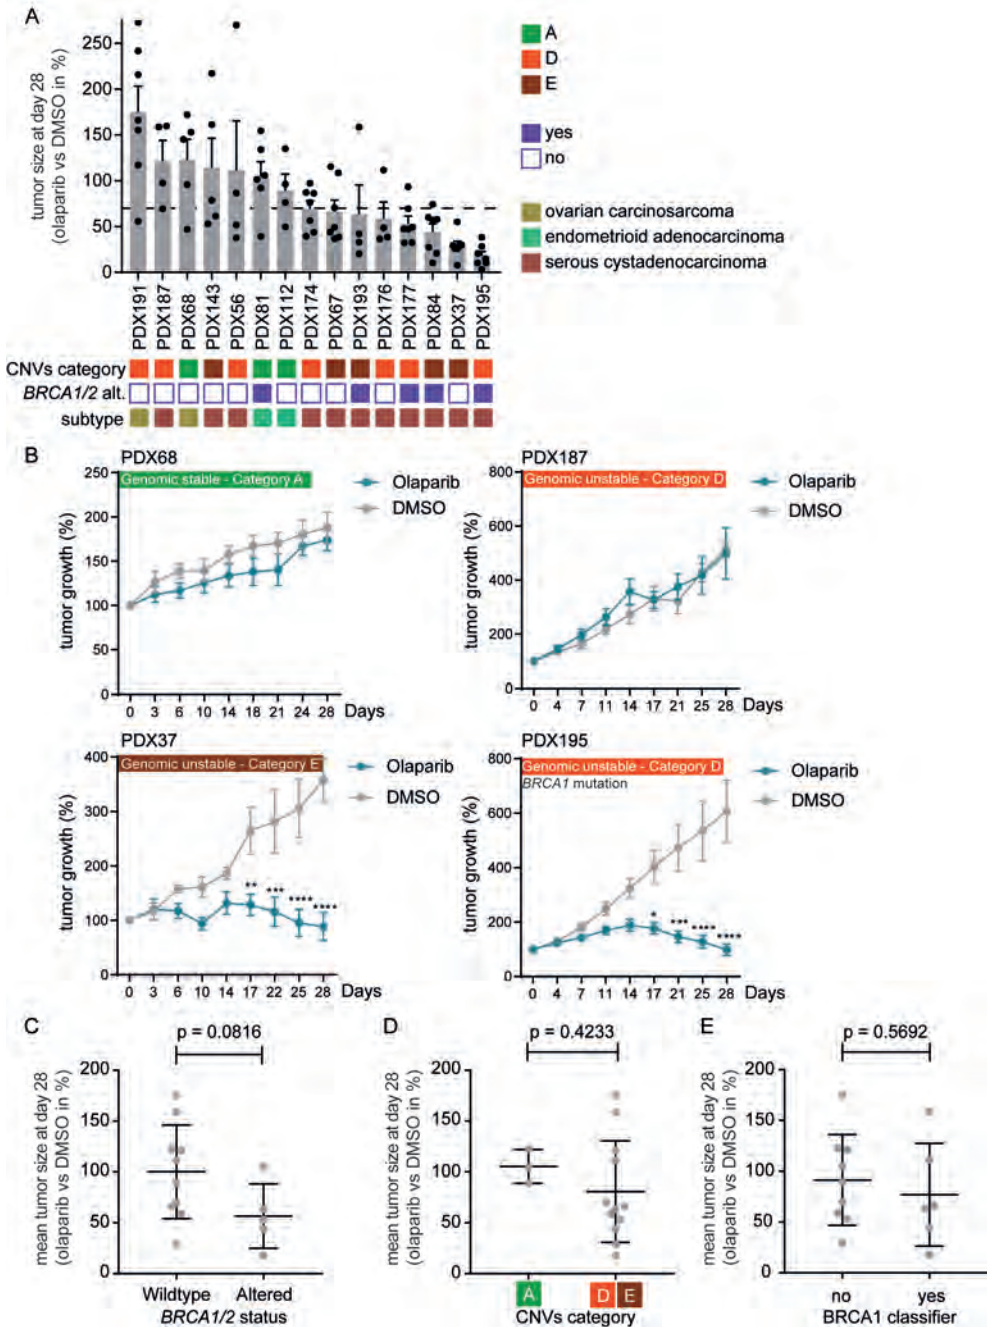 A
tumor size at day 28
(olaparib vs DMSO in %)
250
200
150
100
50
0
PDX191
PDX187
PDX68
PDX143
PDX56
PDX81
PDX112
PDX174
PDX67
PDX193
PDX176
PDX177
PDX84
PDX37
PDX195
CNVs category
BRCA1/2 alt.
subtype
A
D
E
yes
no
ovarian carcinosarcoma
endometrioid adenocarcinoma
serous cystadenocarcinoma
B
PDX68
Genomic stable - Category A
Olaparib
DMSO
tumor growth (%)
250
200
150
100
50
0
0 3 6 10 14 18 21 24 28 Days
PDX187
Genomic unstable - Category D
Olaparib
DMSO
tumor growth (%)
800
600
400
200
0
0 4 7 11 14 17 21 25 28 Days
PDX37
Genomic unstable - Category E
Olaparib
DMSO
tumor growth (%)
400
300
200
100
0
** *** **** ****
0 3 6 10 14 17 22 25 28 Days
PDX195
Genomic unstable - Category D
BRCA1 mutation
Olaparib
DMSO
tumor growth (%)
800
600
400
200
0
* *** **** ****
0 4 7 11 14 17 21 25 28 Days
C
p = 0.0816
mean tumor size at day 28
(olaparib vs DMSO in %)
200
150
100
50
0
Wildtype Altered
BRCA1/2 status
D
p = 0.4233
mean tumor size at day 28
(olaparib vs DMSO in %)
200
150
100
50
0
A D E
CNVs category
E
p = 0.5692
mean tumor size at day 28
(olaparib vs DMSO in %)
200
150
100
50
0
no yes
BRCA1 classifier